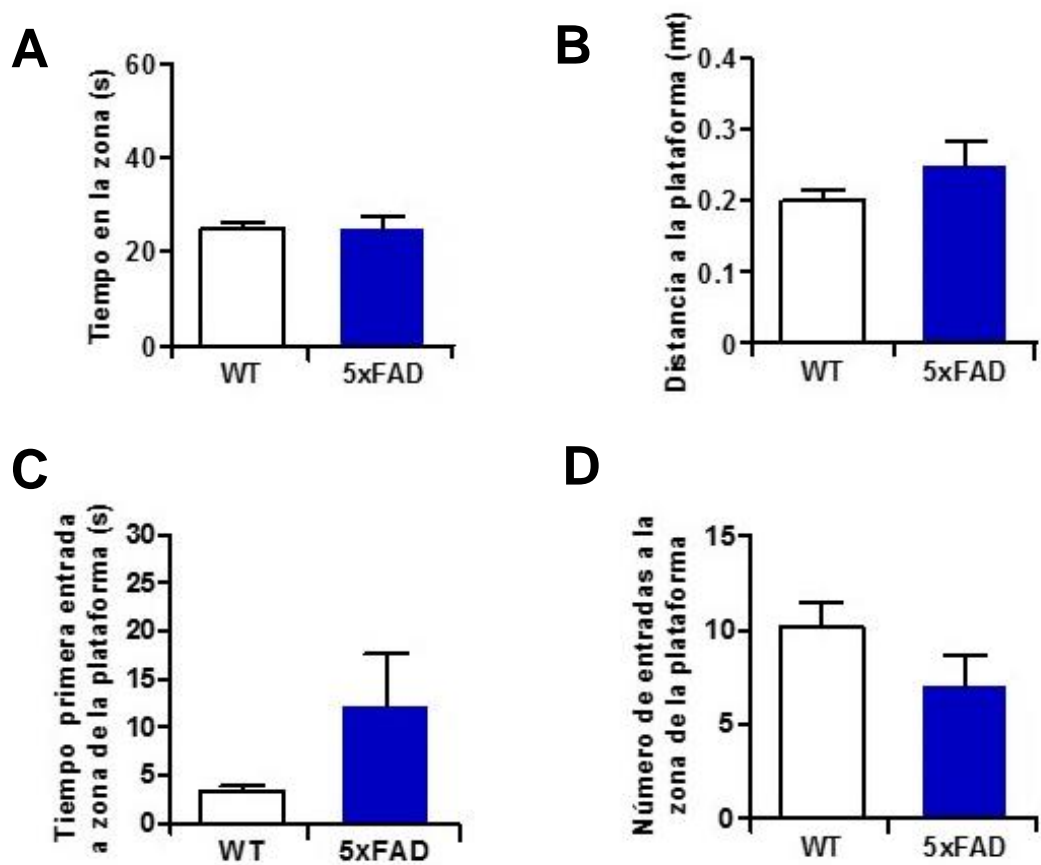 A
Tiempo en la zona (s)
60
40
20
0
WT
5xFAD
B
Distancia a la plataforma (mt)
0.4
0.3
0.2
0.1
0
WT
5xFAD
C
Tiempo primera entrada
a zona de la plataforma (s)
30
25
20
15
10
5
0
WT
5xFAD
D
Número de entradas a la
zona de la plataforma
15
10
5
0
WT
5xFAD